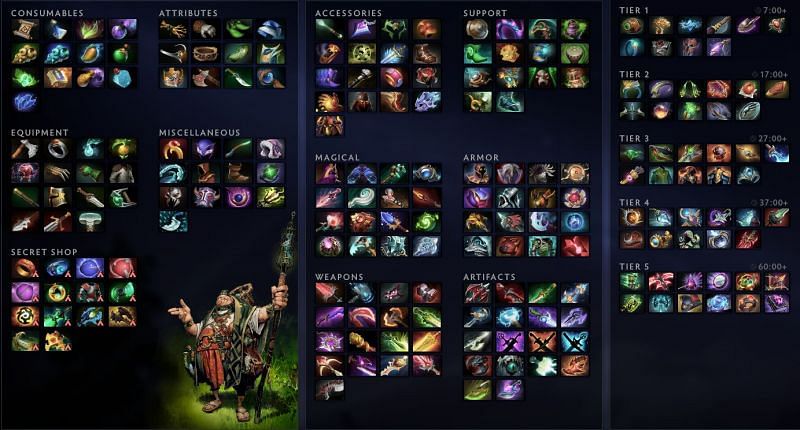 CONSUMABLES
ATTRIBUTES
EQUIPMENT
MISCELLANEOUS
SECRET SHOP
ACCESSORIES
SUPPORT
MAGICAL
ARMOR
WEAPONS
ARTIFACTS
TIER 1 7:00+
TIER 2 17:00+
TIER 3 27:00+
TIER 4 37:00+
TIER 5 60:00+